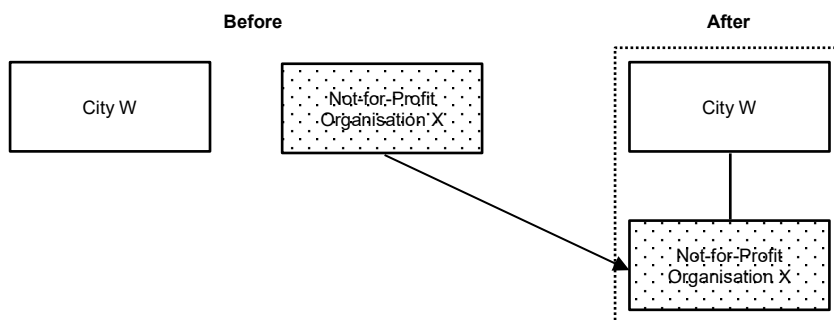 Before
After
City W
Not-for-Profit
Organisation X
City W
Not-for-Profit
Organisation X